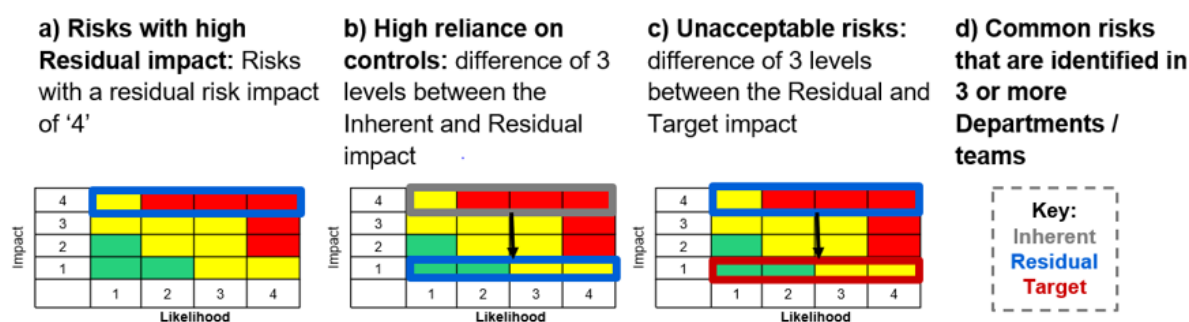 a) Risks with high
Residual impact: Risks
with a residual risk impact
of ‘4’
b) High reliance on
controls: difference of 3
levels between the
Inherent and Residual
impact
c) Unacceptable risks:
difference of 3 levels
between the Residual and
Target impact
d) Common risks
that are identified in
3 or more
Departments /
teams
Impact
4
3
2
1
1 2 3 4
Likelihood
Impact
4
3
2
1
1 2 3 4
Likelihood
Impact
4
3
2
1
1 2 3 4
Likelihood
Key:
Inherent
Residual
Target